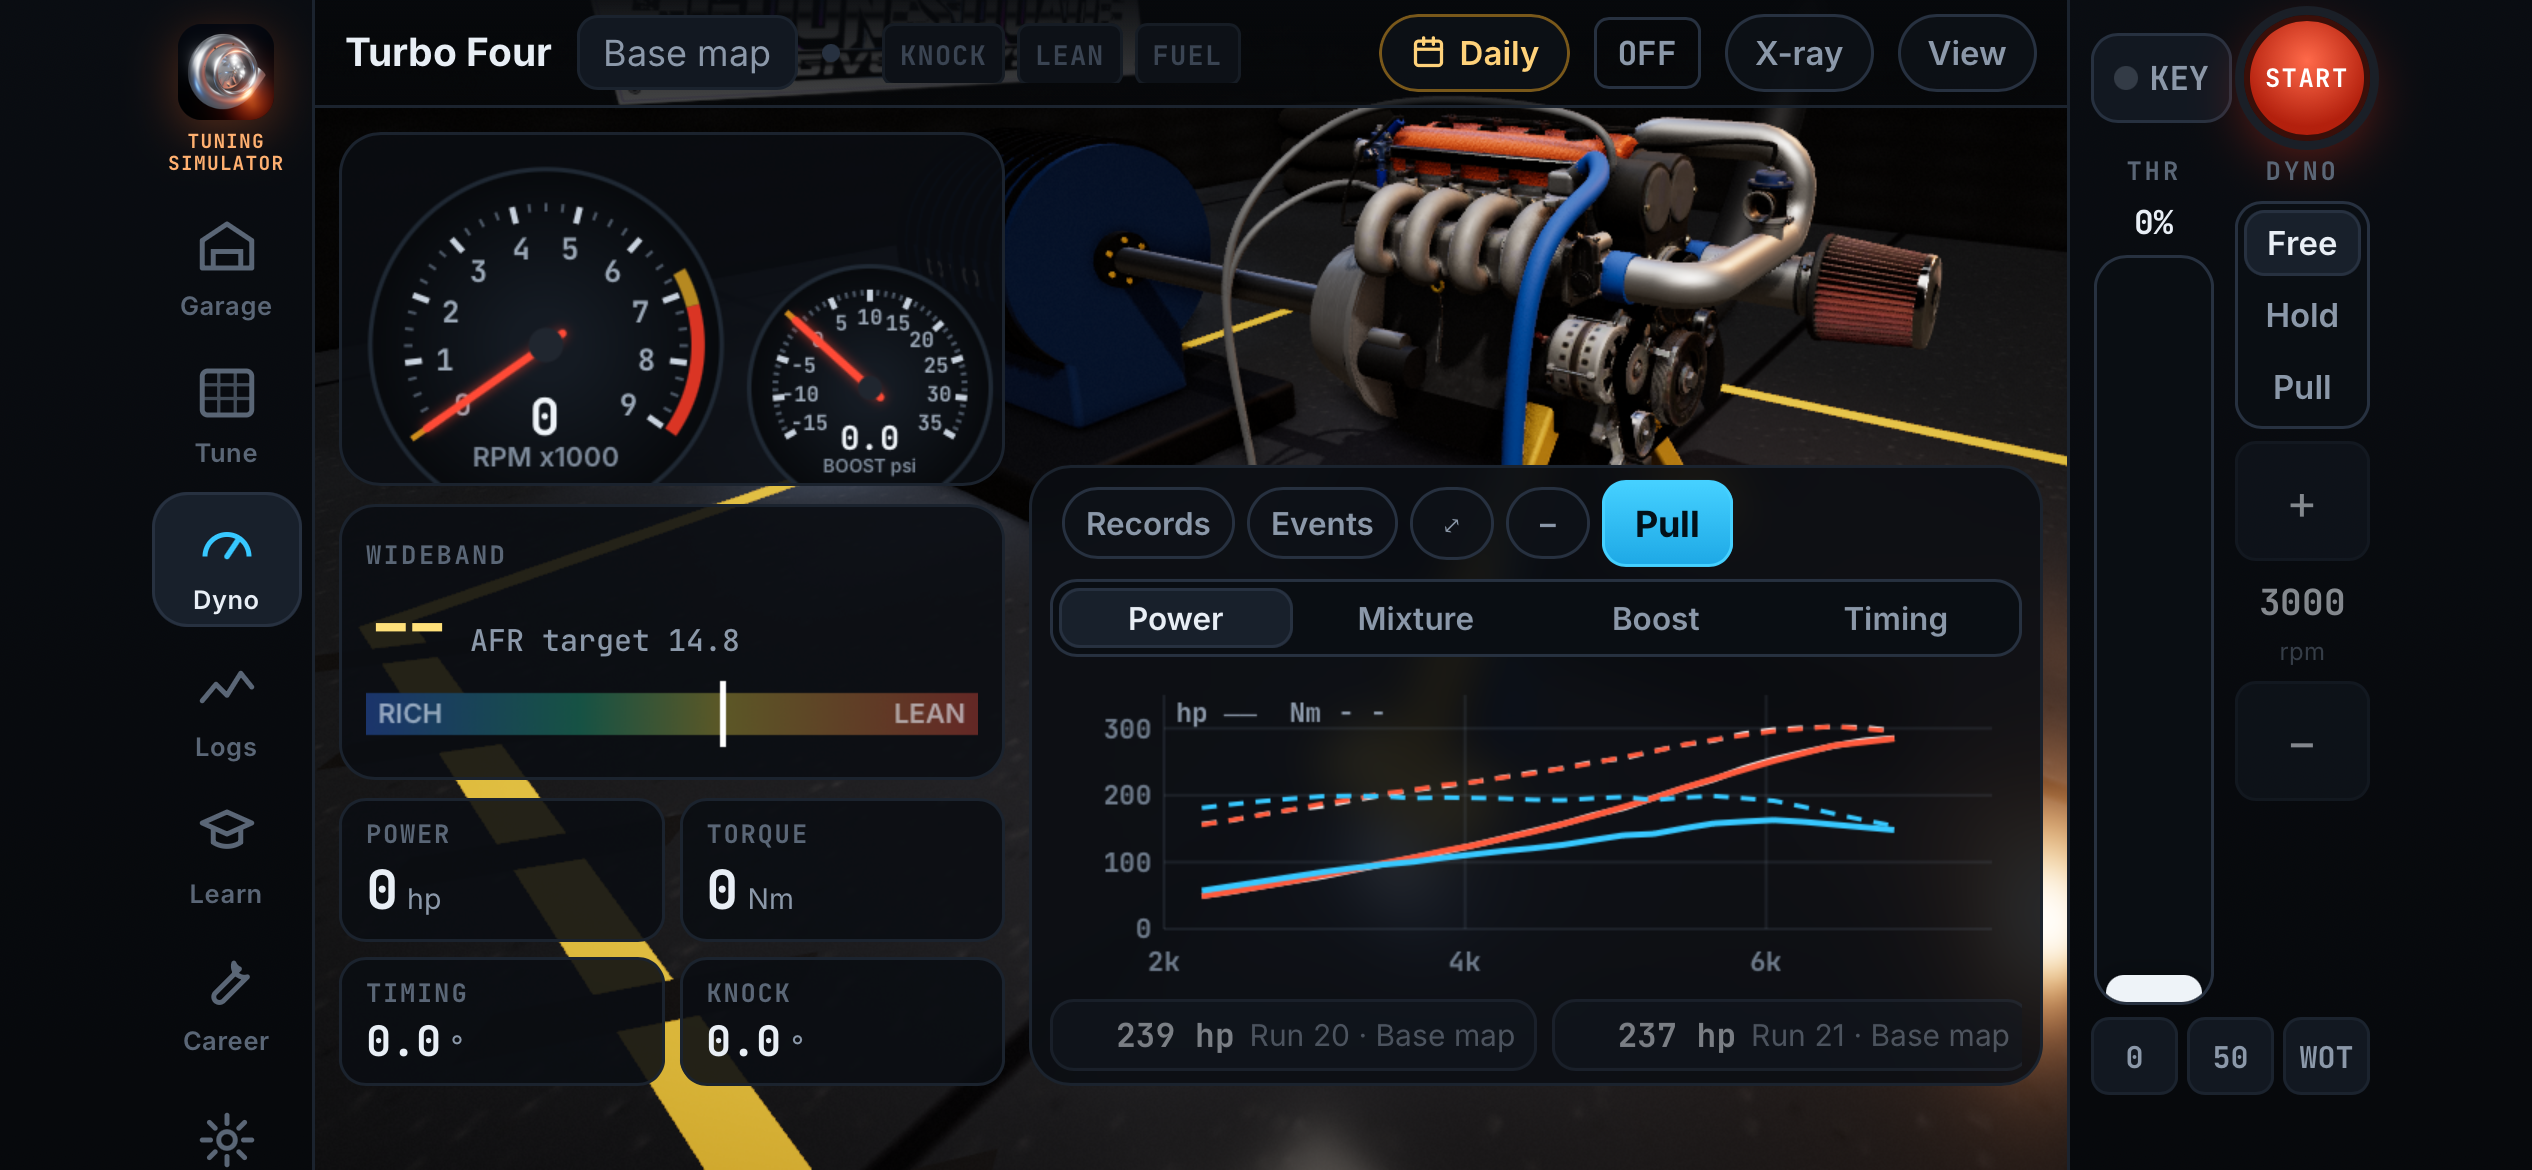 TUNING
SIMULATOR
Garage
Tune
Dyno
Logs
Learn
Career
Turbo Four
Base map
KNOCK
LEAN
FUEL
Daily
OFF
X-ray
View
KEY
START
0
1
2
3
4
5
6
7
8
9
0
RPM x1000
-15
-10
-5
0
5
10
15
20
25
30
35
0.0
BOOST psi
WIDEBAND
-- AFR target 14.8
RICH
LEAN
POWER
0 hp
TORQUE
0 Nm
TIMING
0.0 °
KNOCK
0.0 °
Records
Events
⤢
–
Pull
Power
Mixture
Boost
Timing
hp — Nm - -
300
200
100
0
2k
4k
6k
239 hp Run 20 · Base map
237 hp Run 21 · Base map
THR
0%
DYNO
Free
Hold
Pull
+
3000
rpm
–
0
50
WOT